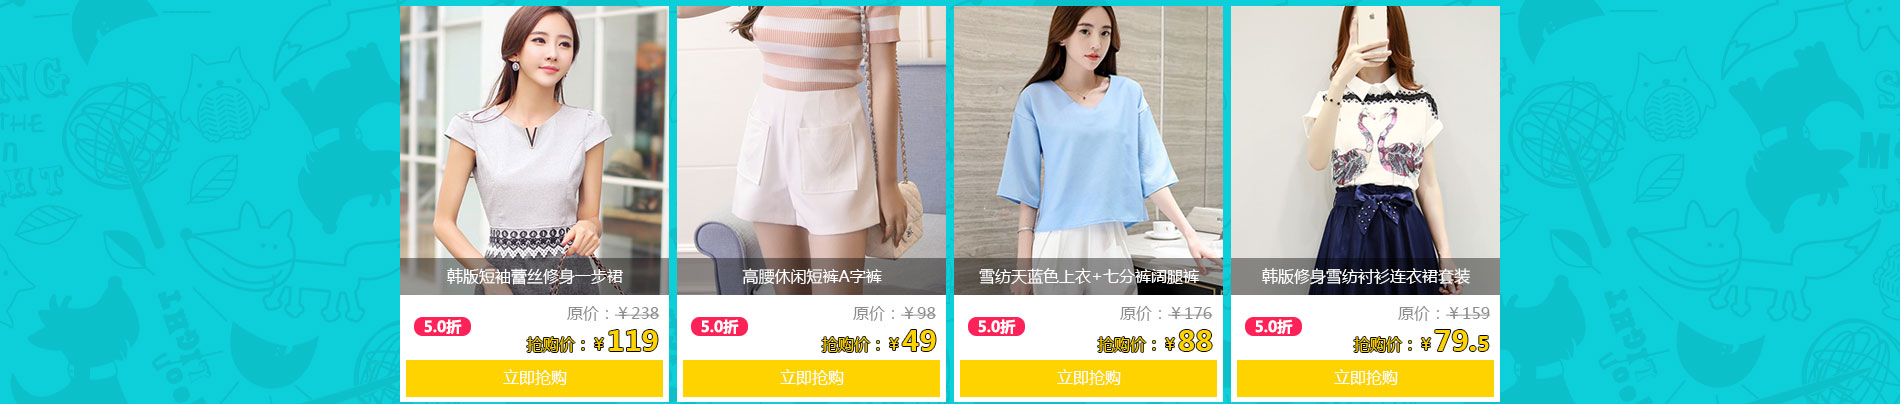 韩版短袖蕾丝修身一步裙
原价：￥238
5.0折
抢购价：￥119
立即抢购
高腰休闲短裤A字裤
原价：￥98
5.0折
抢购价：￥49
立即抢购
雪纺天蓝色上衣+七分裤阔腿裤
原价：￥176
5.0折
抢购价：￥88
立即抢购
韩版修身雪纺衬衫连衣裙套装
原价：￥159
5.0折
抢购价：￥79.5
立即抢购